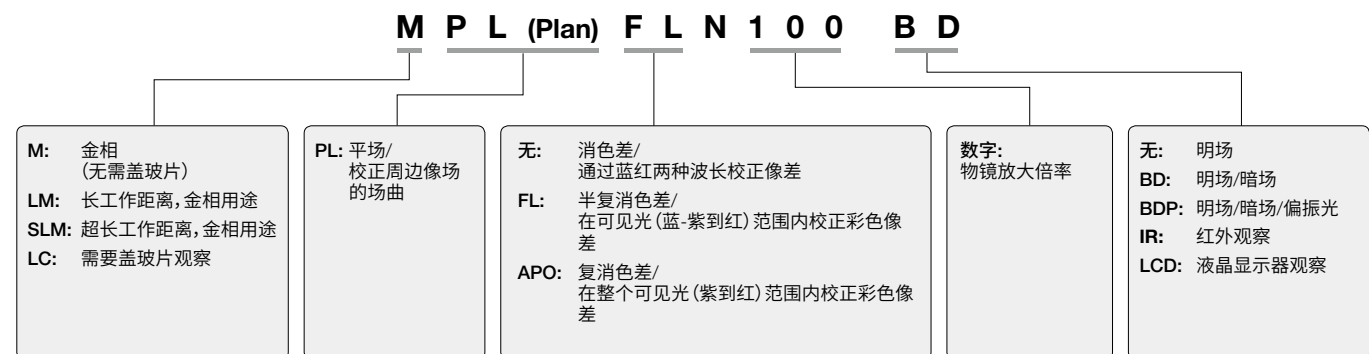 M P L (Plan) F L N 1 0 0 B D
M: 金相
(无需盖玻片)
LM: 长工作距离,金相用途
SLM: 超长工作距离,金相用途
LC: 需要盖玻片观察
PL: 平场/
校正周边像场
的场曲
无: 消色差/
通过蓝红两种波长校正像差
FL: 半复消色差/
在可见光(蓝-紫到红)范围内校正彩色像
差
APO: 复消色差/
在整个可见光(紫到红)范围内校正彩色像
差
数字:
物镜放大倍率
无: 明场
BD: 明场/暗场
BDP: 明场/暗场/偏振光
IR: 红外观察
LCD: 液晶显示器观察